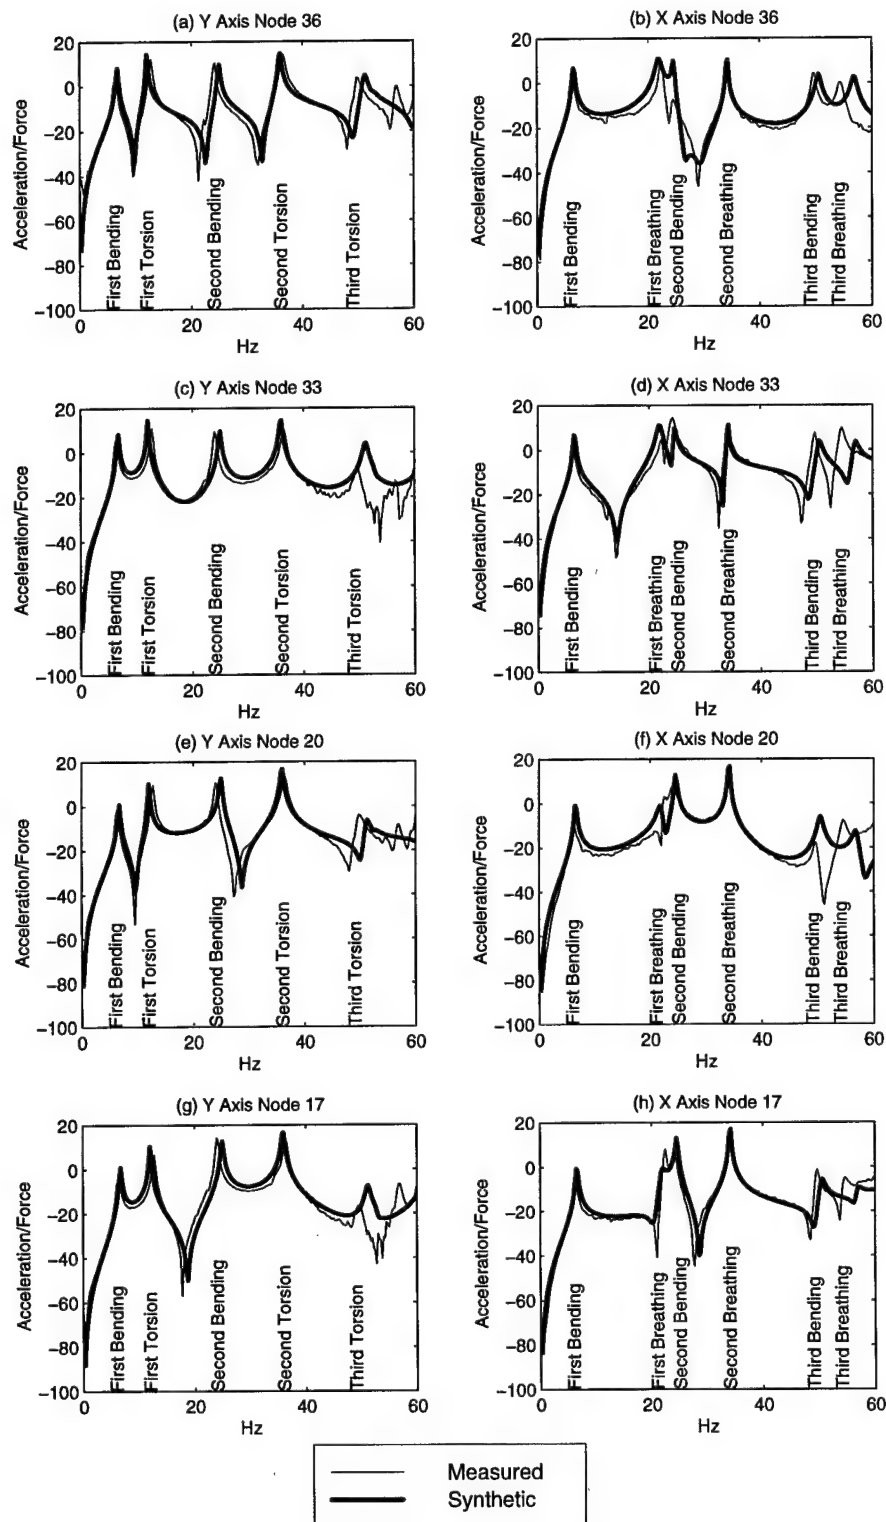 (a) Y Axis Node 36
20
0
−20
−40
−60
−80
−100
Acceleration/Force
First Bending
First Torsion
Second Bending
Second Torsion
Third Torsion
0
20
40
60
Hz
(b) X Axis Node 36
20
0
−20
−40
−60
−80
−100
Acceleration/Force
First Bending
First Breathing
Second Bending
Second Breathing
Third Bending
Third Breathing
0
20
40
60
Hz
(c) Y Axis Node 33
20
0
−20
−40
−60
−80
−100
Acceleration/Force
First Bending
First Torsion
Second Bending
Second Torsion
Third Torsion
0
20
40
60
Hz
(d) X Axis Node 33
20
0
−20
−40
−60
−80
−100
Acceleration/Force
First Bending
First Breathing
Second Bending
Second Breathing
Third Bending
Third Breathing
0
20
40
60
Hz
(e) Y Axis Node 20
20
0
−20
−40
−60
−80
−100
Acceleration/Force
First Bending
First Torsion
Second Bending
Second Torsion
Third Torsion
0
20
40
60
Hz
(f) X Axis Node 20
20
0
−20
−40
−60
−80
−100
Acceleration/Force
First Bending
First Breathing
Second Bending
Second Breathing
Third Bending
Third Breathing
0
20
40
60
Hz
(g) Y Axis Node 17
20
0
−20
−40
−60
−80
−100
Acceleration/Force
First Bending
First Torsion
Second Bending
Second Torsion
Third Torsion
0
20
40
60
Hz
(h) X Axis Node 17
20
0
−20
−40
−60
−80
−100
Acceleration/Force
First Bending
First Breathing
Second Bending
Second Breathing
Third Bending
Third Breathing
0
20
40
60
Hz
Measured
Synthetic